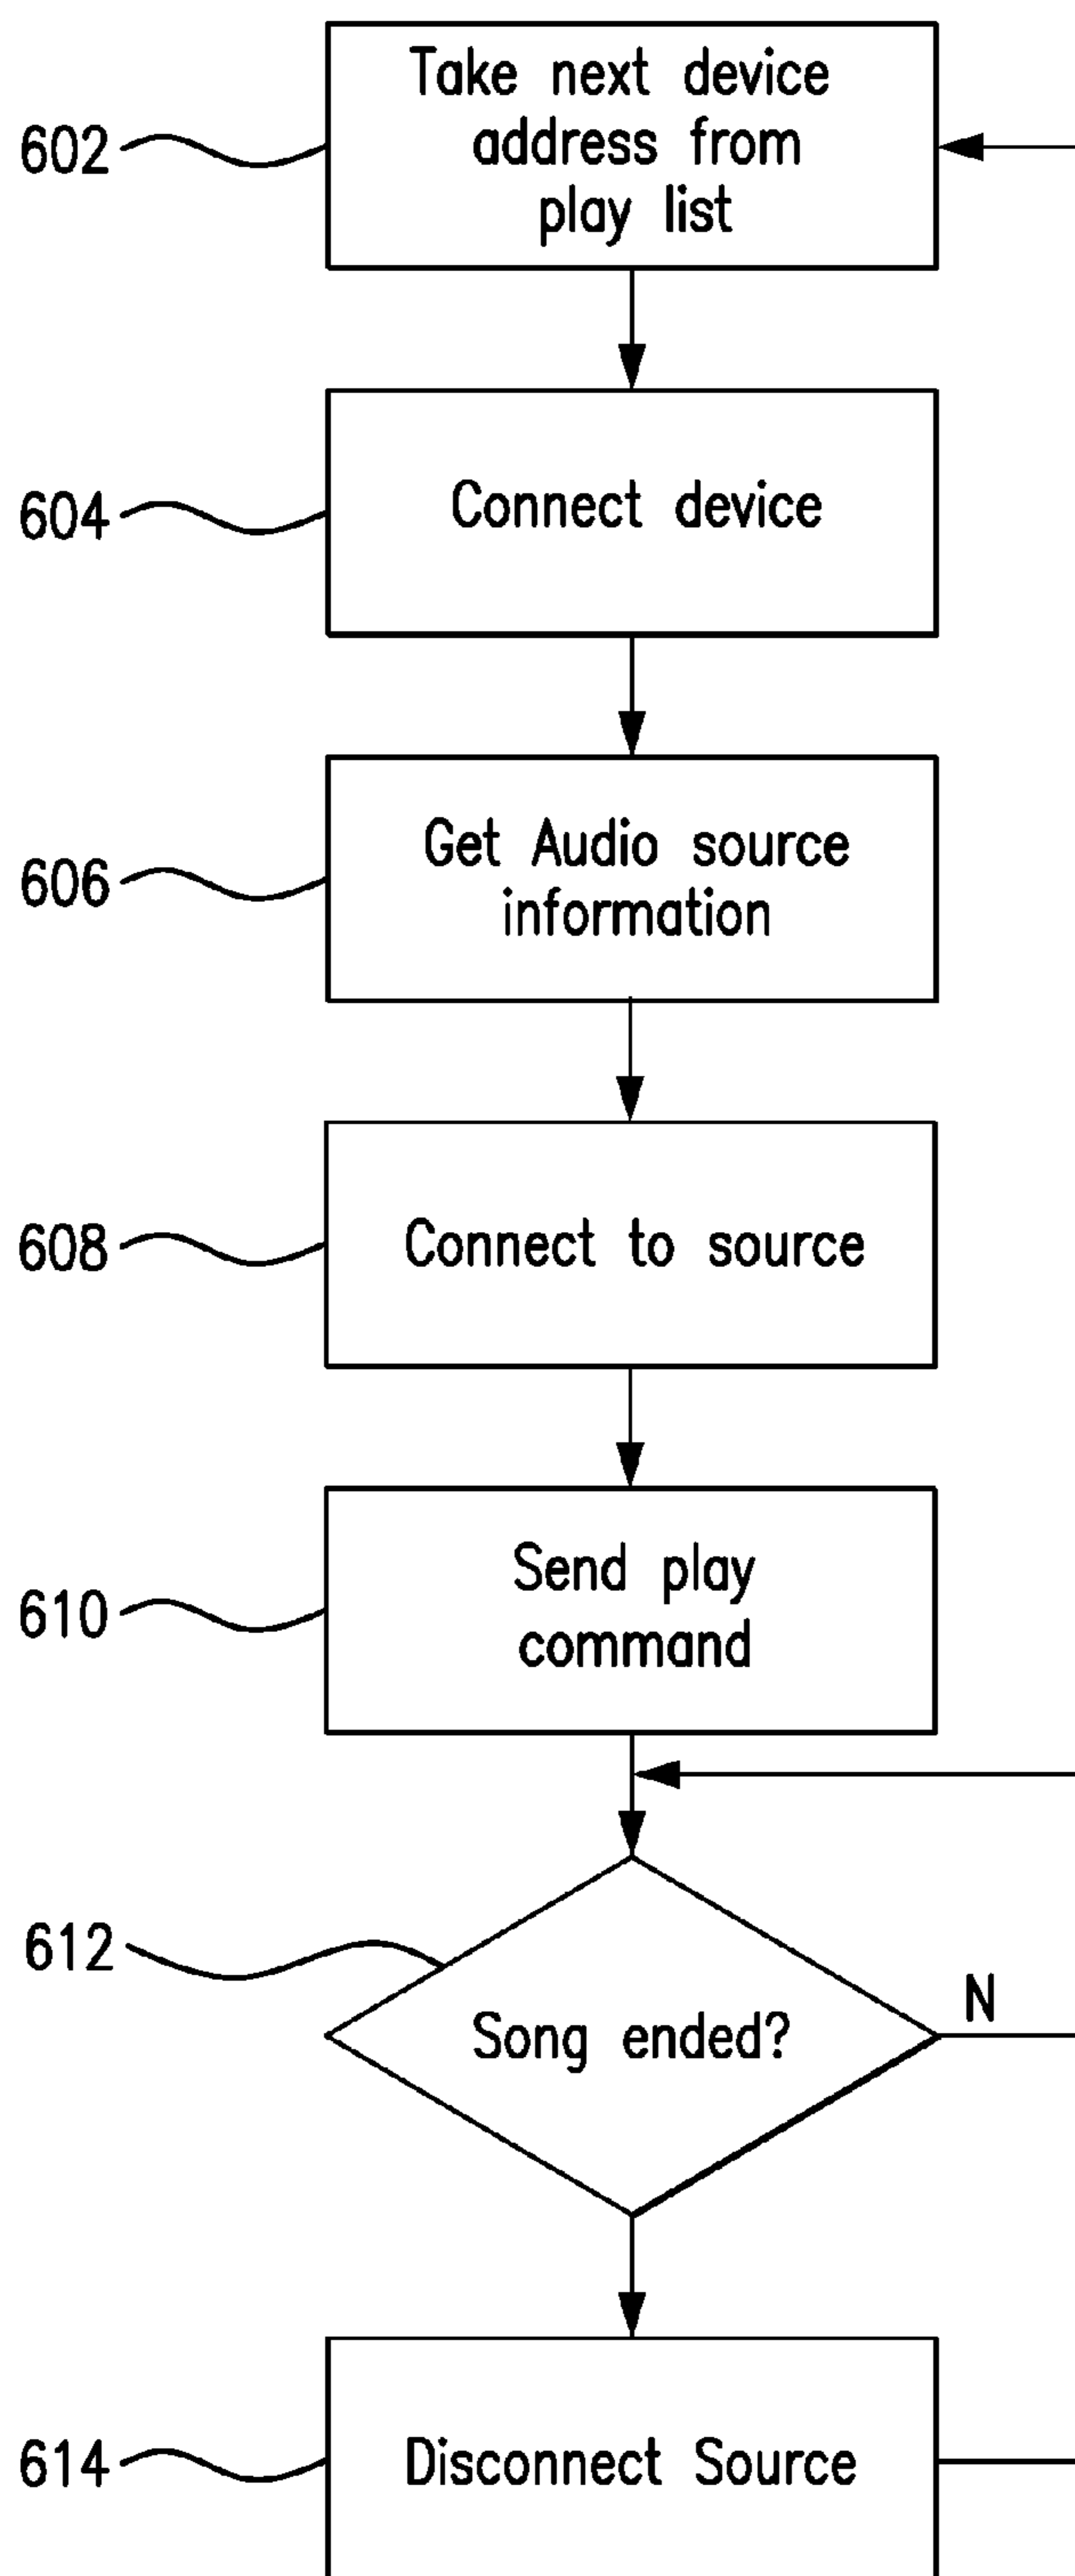 602
Take next device
address from
play list
604
Connect device
606
Get Audio source
information
608
Connect to source
610
Send play
command
612
Song ended?
N
614
Disconnect Source